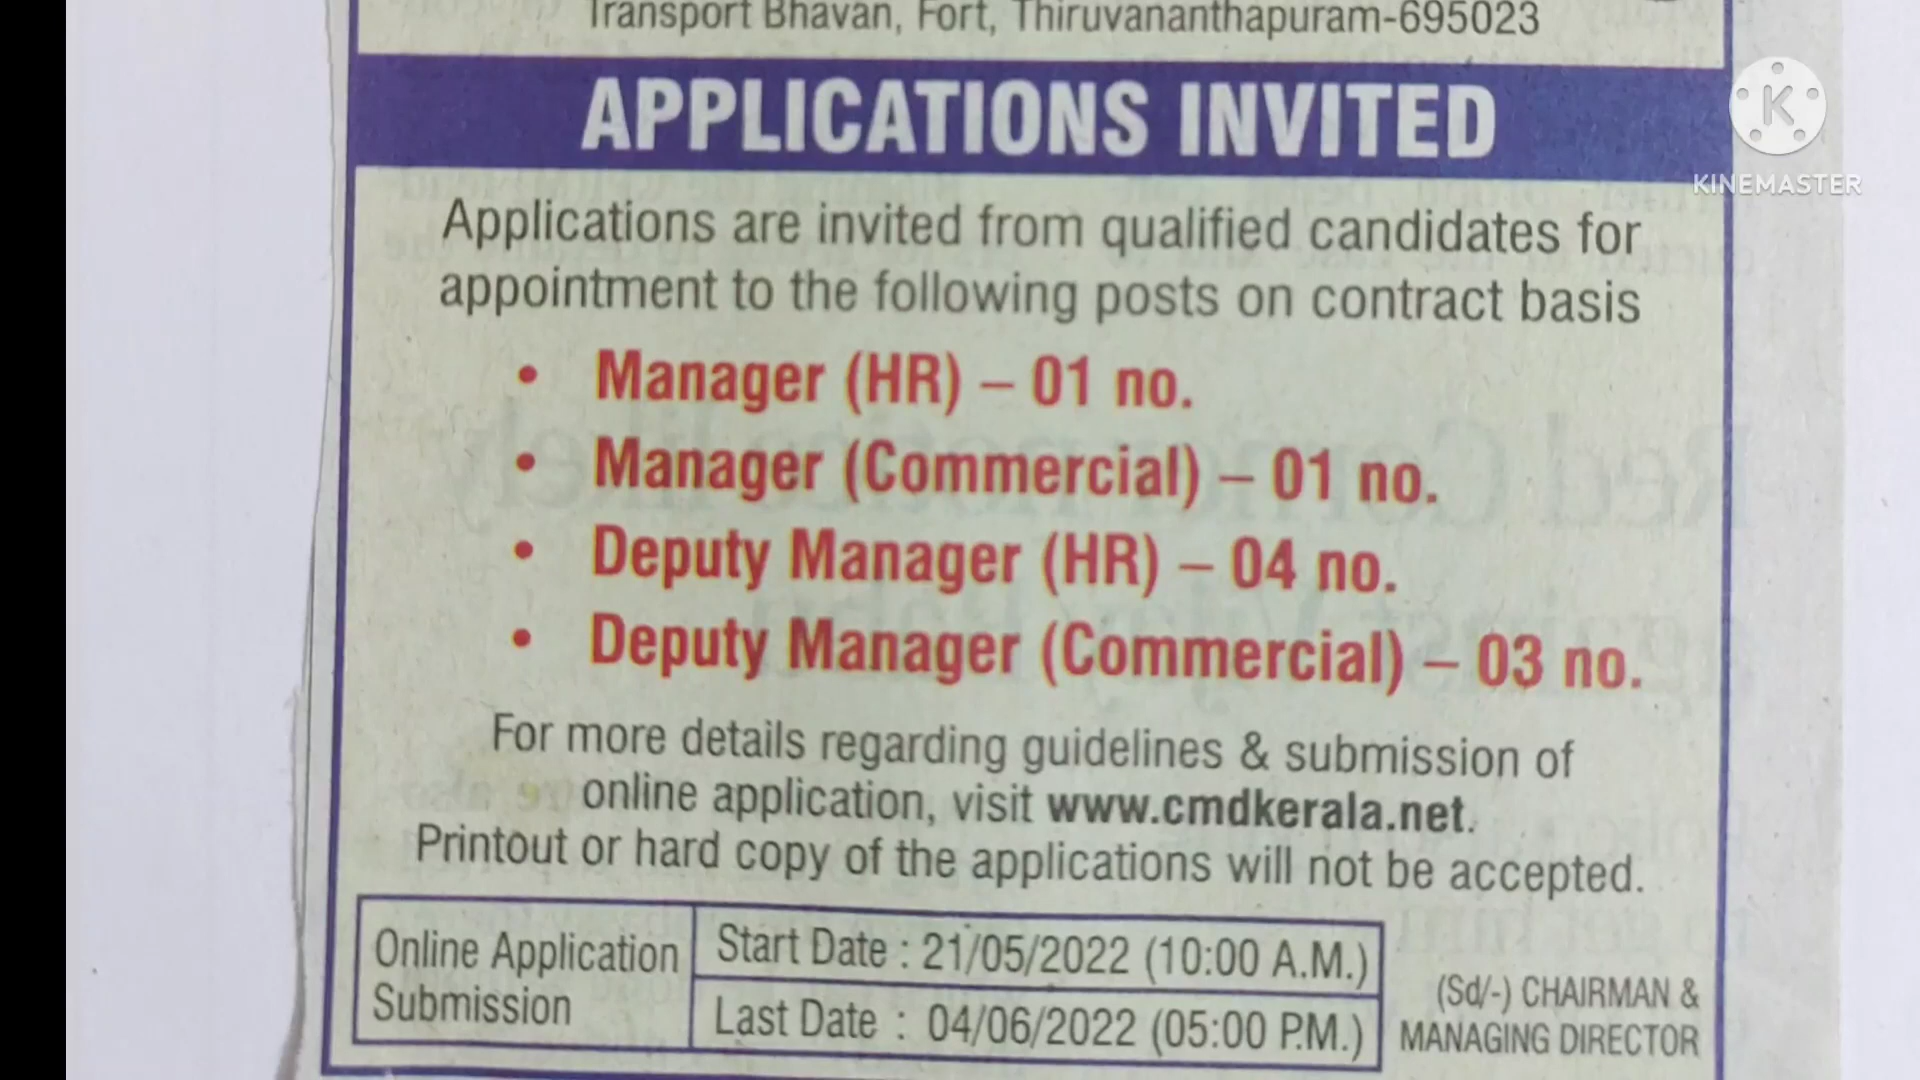 Transport Bhavan, Fort, Thiruvananthapuram-695023
APPLICATIONS INVITED
KINEMASTER
Applications are invited from qualified candidates for
appointment to the following posts on contract basis
• Manager (HR) – 01 no.
• Manager (Commercial) – 01 no.
• Deputy Manager (HR) – 04 no.
• Deputy Manager (Commercial) – 03 no.
For more details regarding guidelines & submission of
online application, visit www.cmdkerala.net.
Printout or hard copy of the applications will not be accepted.
Online Application
Submission
Start Date : 21/05/2022 (10:00 A.M.)
Last Date : 04/06/2022 (05:00 P.M.)
(Sd/-) CHAIRMAN &
MANAGING DIRECTOR